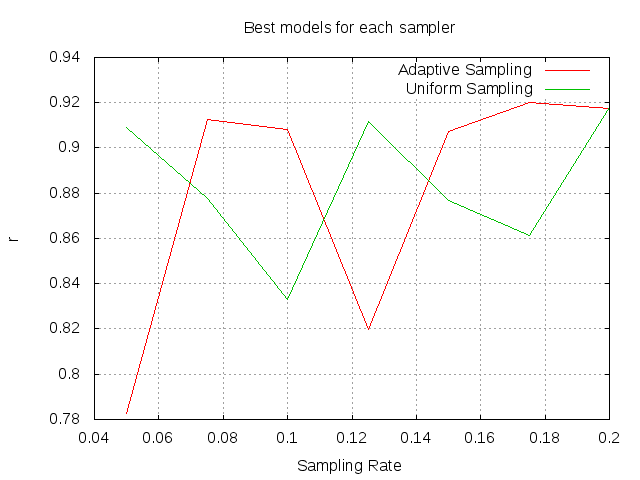 Best models for each sampler
0.94
0.92
0.9
0.88
0.86
0.84
0.82
0.8
0.78
r
Adaptive Sampling
Uniform Sampling
0.04 0.06 0.08 0.1 0.12 0.14 0.16 0.18 0.2
Sampling Rate